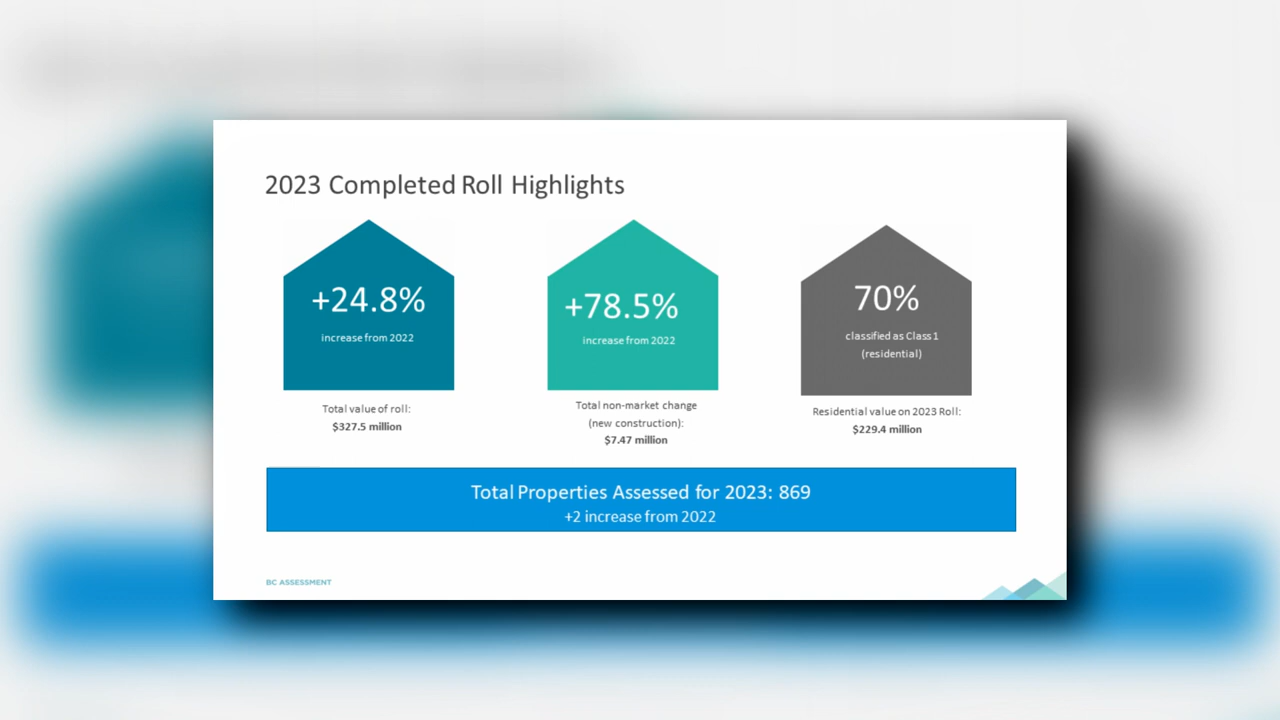 2023 Completed Roll Highlights
+24.8%
increase from 2022
Total value of roll:
$327.5 million
+78.5%
increase from 2022
Total non-market change
(new construction):
$7.47 million
70%
classified as Class 1
(residential)
Residential value on 2023 Roll:
$229.4 million
Total Properties Assessed for 2023: 869
+2 increase from 2022
BC ASSESSMENT